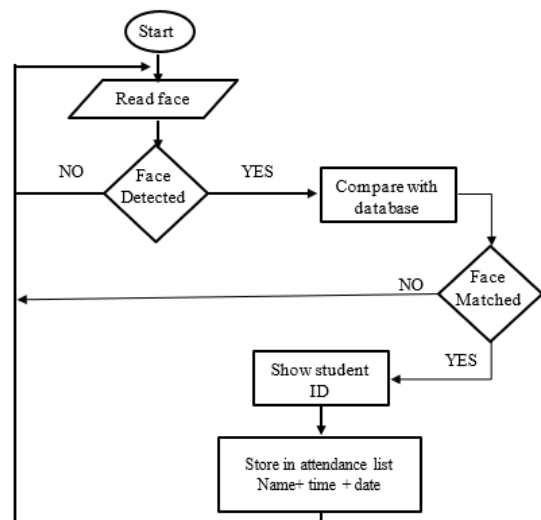 Start
Read face
NO
Face
Detected
YES
Compare with
database
NO
Face
Matched
YES
Show student
ID
Store in attendance list
Name+ time + date